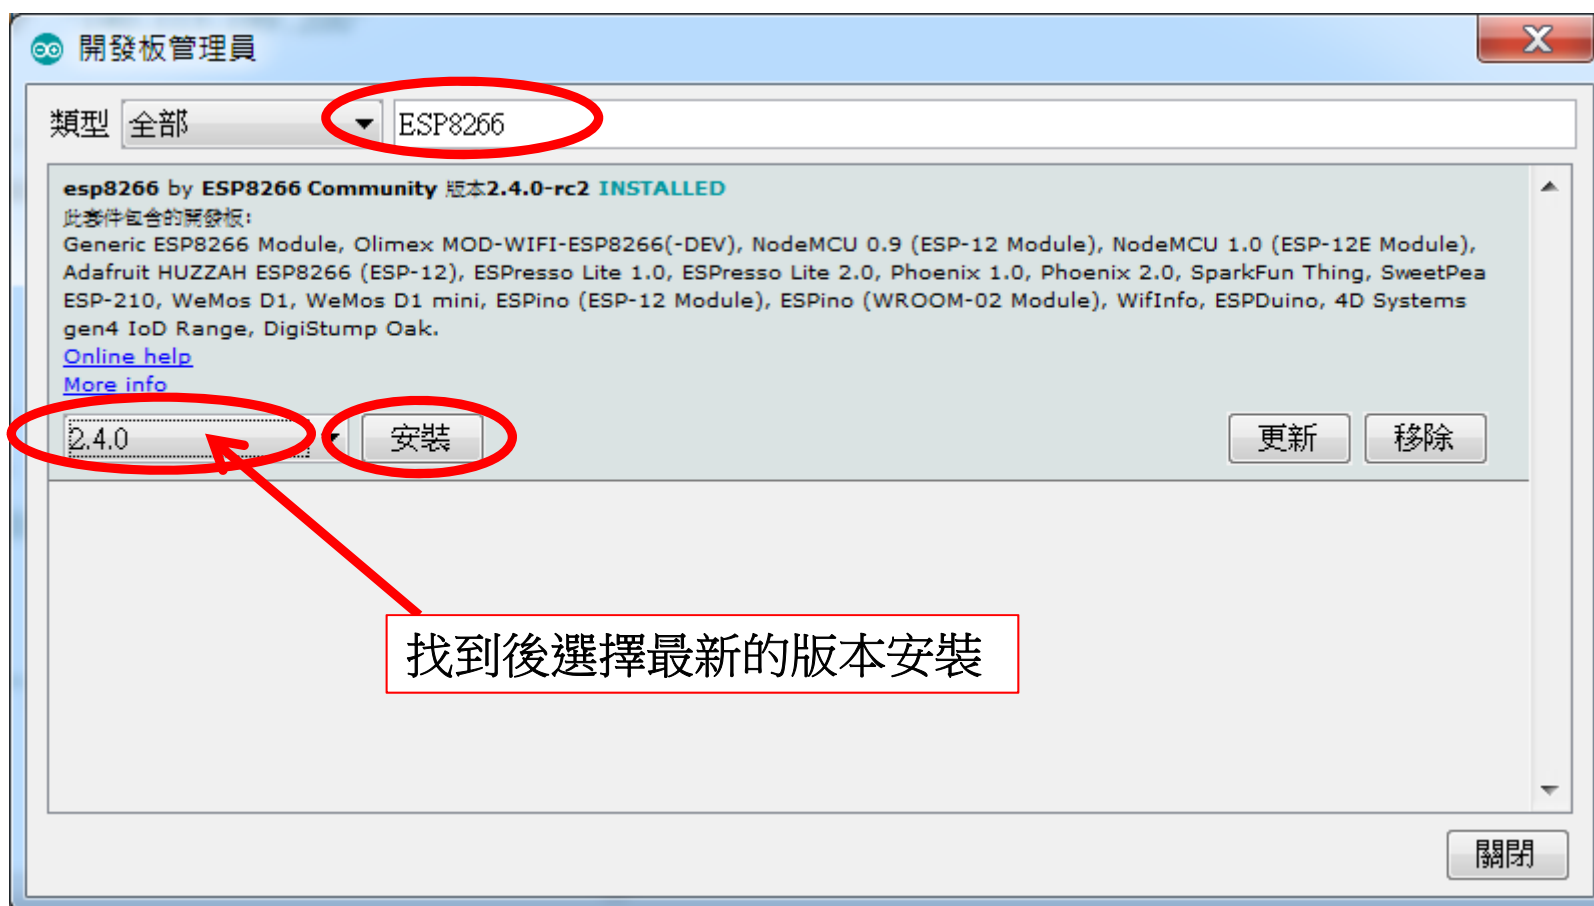 開發板管理員
類型 全部 ESP8266
esp8266 by ESP8266 Community 版本2.4.0-rc2 INSTALLED
此套件包含的開發板:
Generic ESP8266 Module, Olimex MOD-WIFI-ESP8266(-DEV), NodeMCU 0.9 (ESP-12 Module), NodeMCU 1.0 (ESP-12E Module),
Adafruit HUZZAH ESP8266 (ESP-12), ESPresso Lite 1.0, ESPresso Lite 2.0, Phoenix 1.0, Phoenix 2.0, SparkFun Thing, SweetPea
ESP-210, WeMos D1, WeMos D1 mini, ESPino (ESP-12 Module), ESPino (WROOM-02 Module), WifInfo, ESPDuino, 4D Systems
gen4 IoD Range, DigiStump Oak.
Online help
More info
2.4.0 安裝 更新 移除
找到後選擇最新的版本安裝
關閉